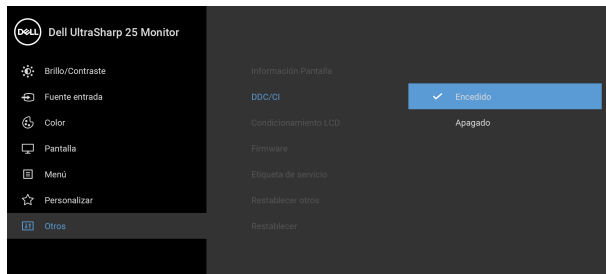 DELL Dell UltraSharp 25 Monitor
Brillo/Contraste
Fuente entrada
Color
Pantalla
Menú
Personalizar
Otros
Información Pantalla
DDC/CI
Condicionamiento LCD
Firmware
Etiqueta de servicio
Restablecer otros
Restablecer
Encedido
Apagado